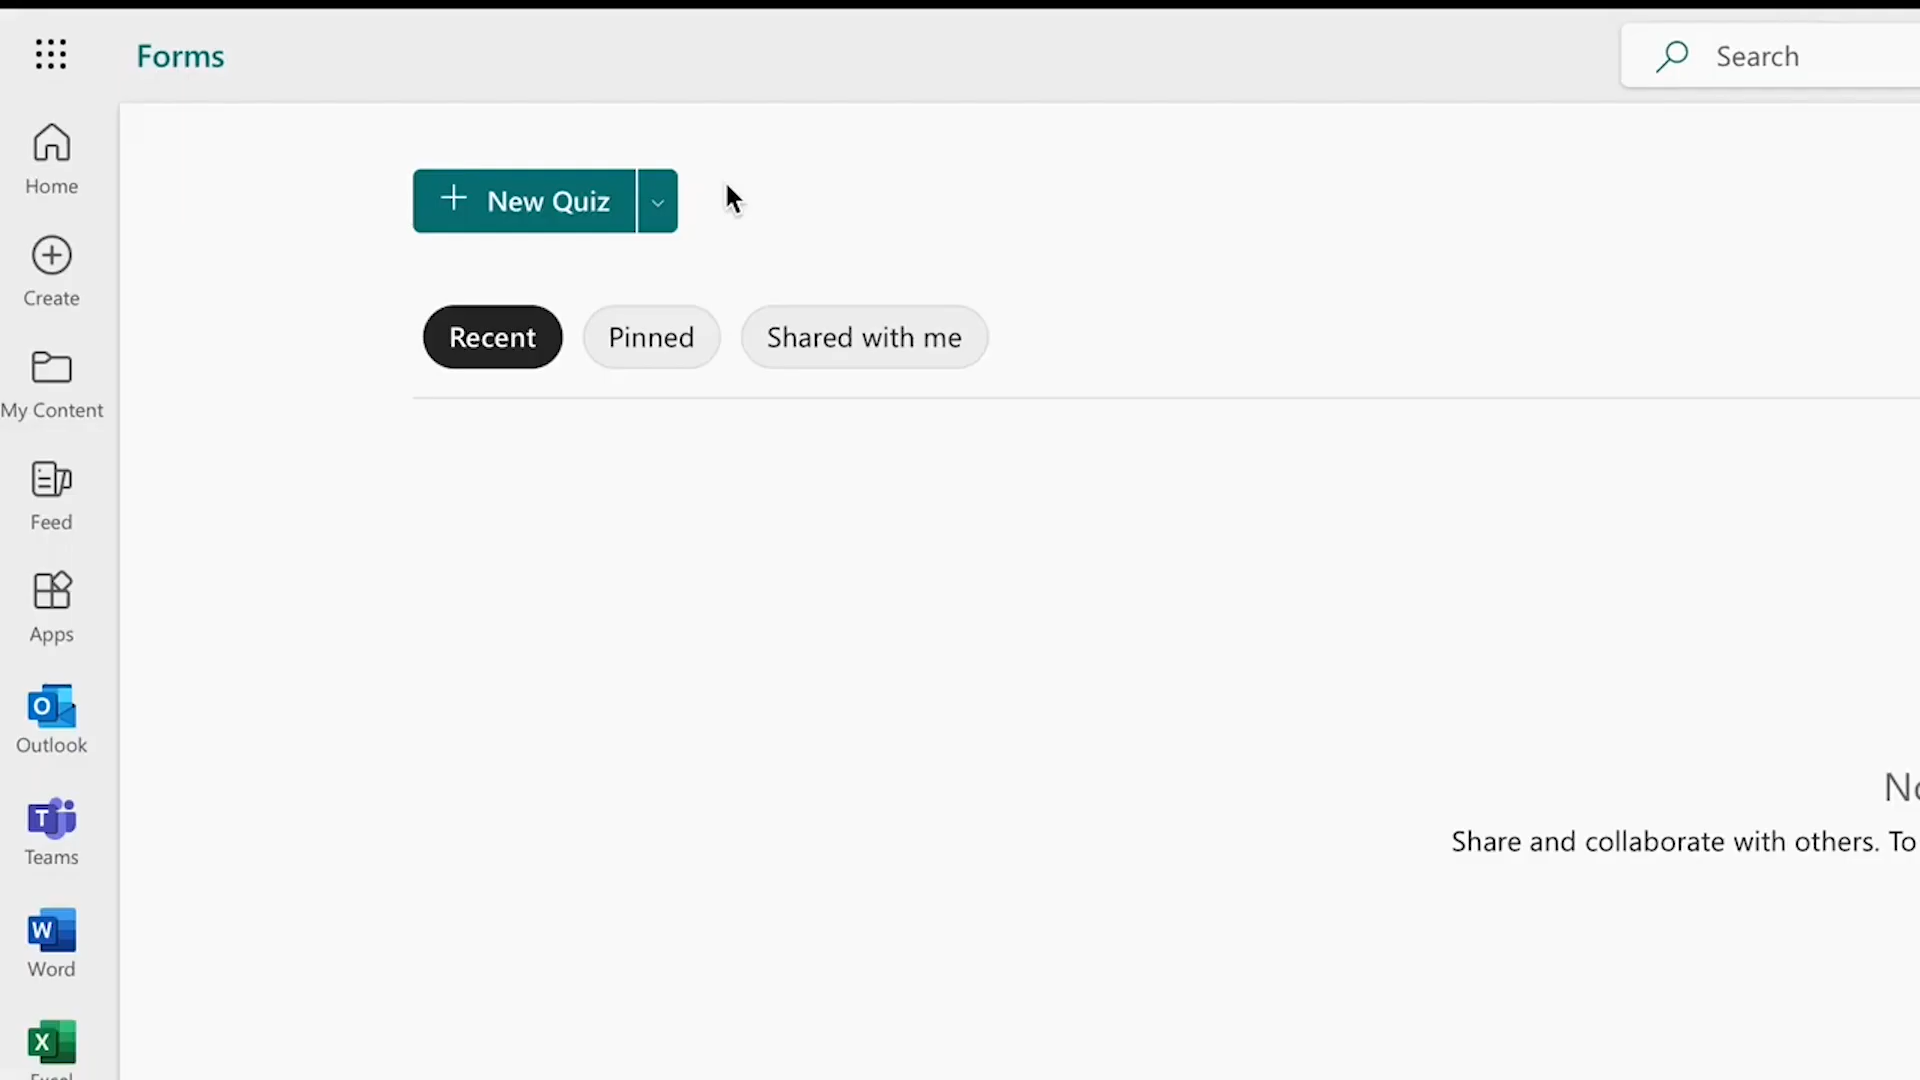 Forms
Search
Home
Create
My Content
Feed
Apps
Outlook
Teams
Word
New Quiz
Recent
Pinned
Shared with me
Share and collaborate with others. To